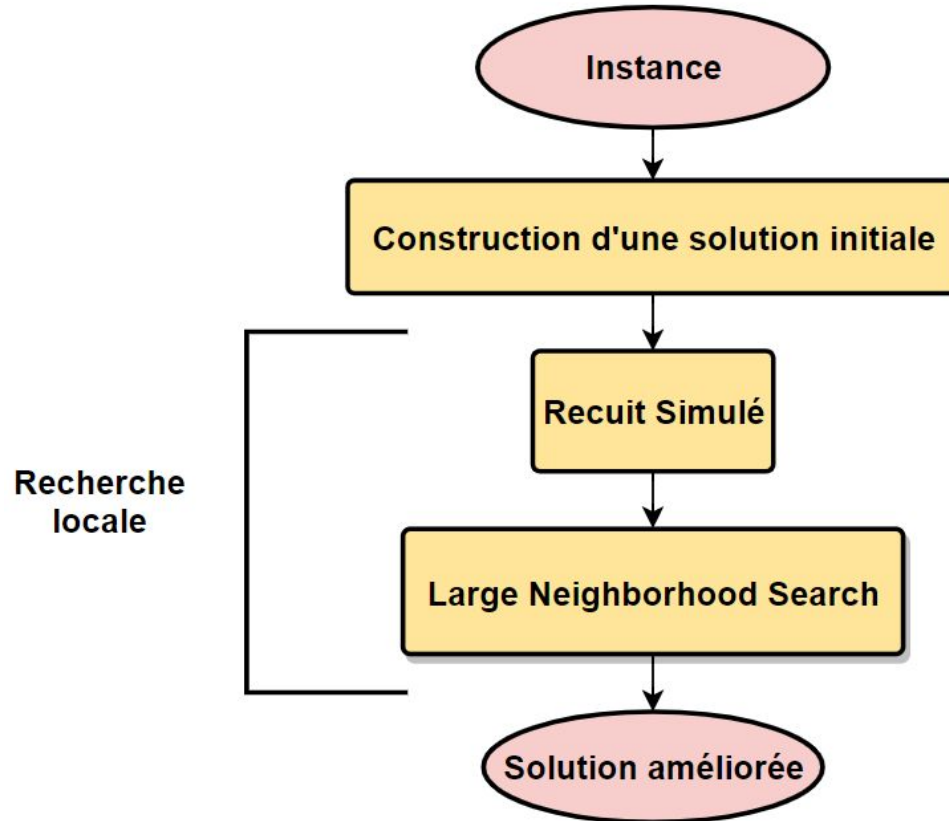 Instance
Construction d'une solution initiale
Recuit Simulé
Recherche
locale
Large Neighborhood Search
Solution améliorée